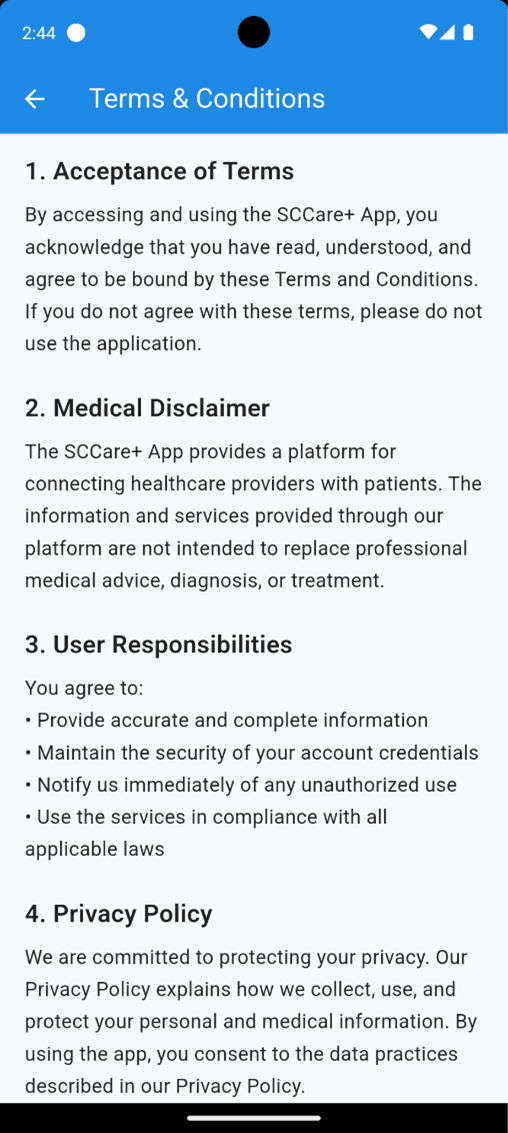 2:44
Terms & Conditions
1. Acceptance of Terms
By accessing and using the SCCare+ App, you
acknowledge that you have read, understood, and
agree to be bound by these Terms and Conditions.
If you do not agree with these terms, please do not
use the application.
2. Medical Disclaimer
The SCCare+ App provides a platform for
connecting healthcare providers with patients. The
information and services provided through our
platform are not intended to replace professional
medical advice, diagnosis, or treatment.
3. User Responsibilities
You agree to:
• Provide accurate and complete information
• Maintain the security of your account credentials
• Notify us immediately of any unauthorized use
• Use the services in compliance with all
applicable laws
4. Privacy Policy
We are committed to protecting your privacy. Our
Privacy Policy explains how we collect, use, and
protect your personal and medical information. By
using the app, you consent to the data practices
described in our Privacy Policy.